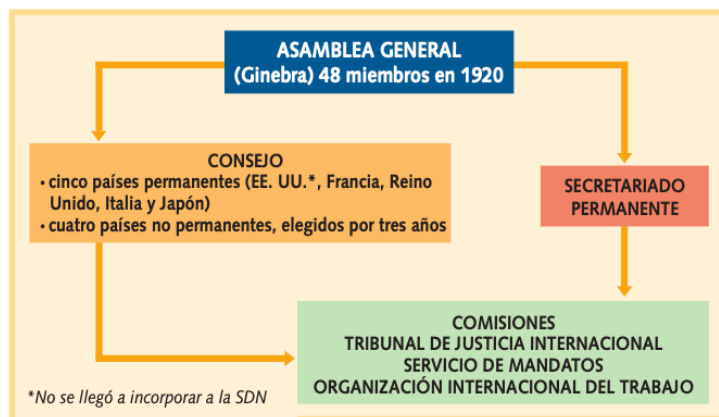 ASAMBLEA GENERAL
(Ginebra) 48 miembros en 1920
CONSEJO
• cinco países permanentes (EE. UU.*, Francia, Reino
Unido, Italia y Japón)
• cuatro países no permanentes, elegidos por tres años
SECRETARIADO
PERMANENTE
COMISIONES
TRIBUNAL DE JUSTICIA INTERNACIONAL
SERVICIO DE MANDATOS
ORGANIZACIÓN INTERNACIONAL DEL TRABAJO
*No se llegó a incorporar a la SDN